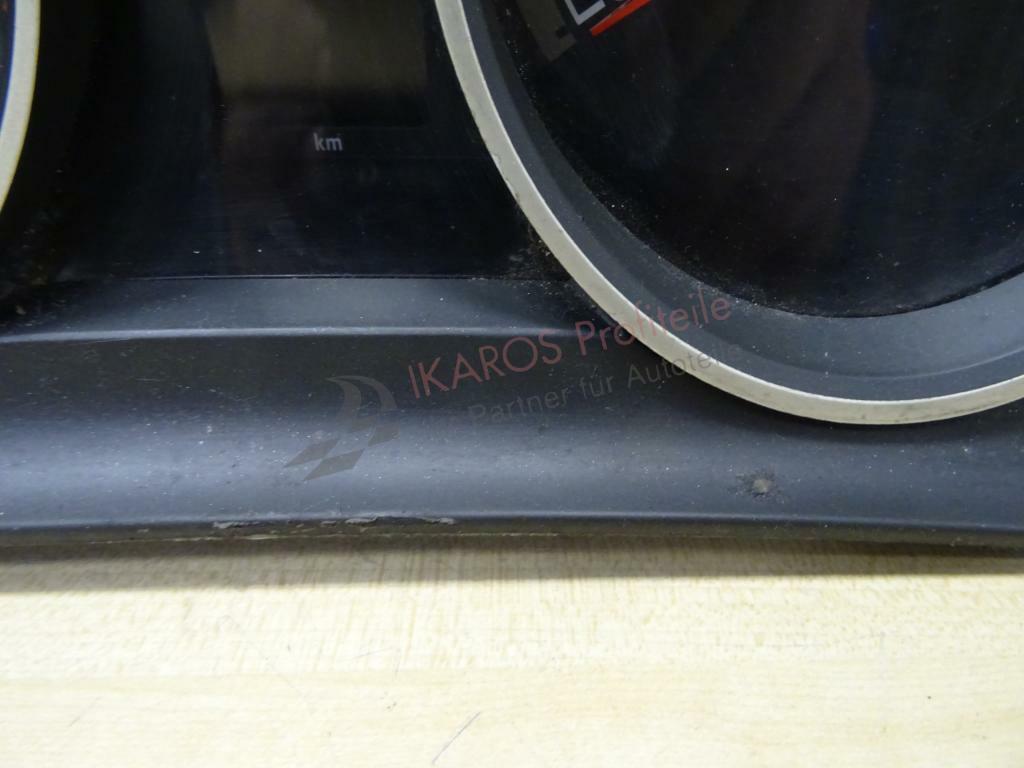 km
IKAROS Profiteile
Partner für Autoteile